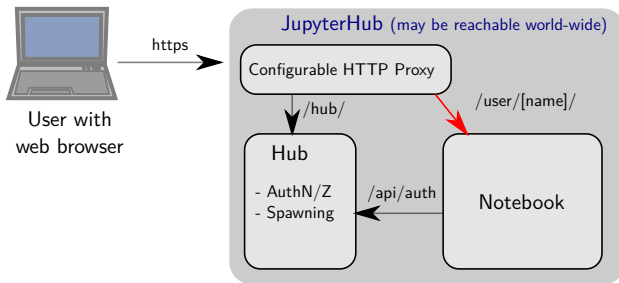 JupyterHub (may be reachable world-wide)
https
Configurable HTTP Proxy
/hub/
/user/[name]/
User with
web browser
Hub
- AuthN/Z
- Spawning
/api/auth
Notebook